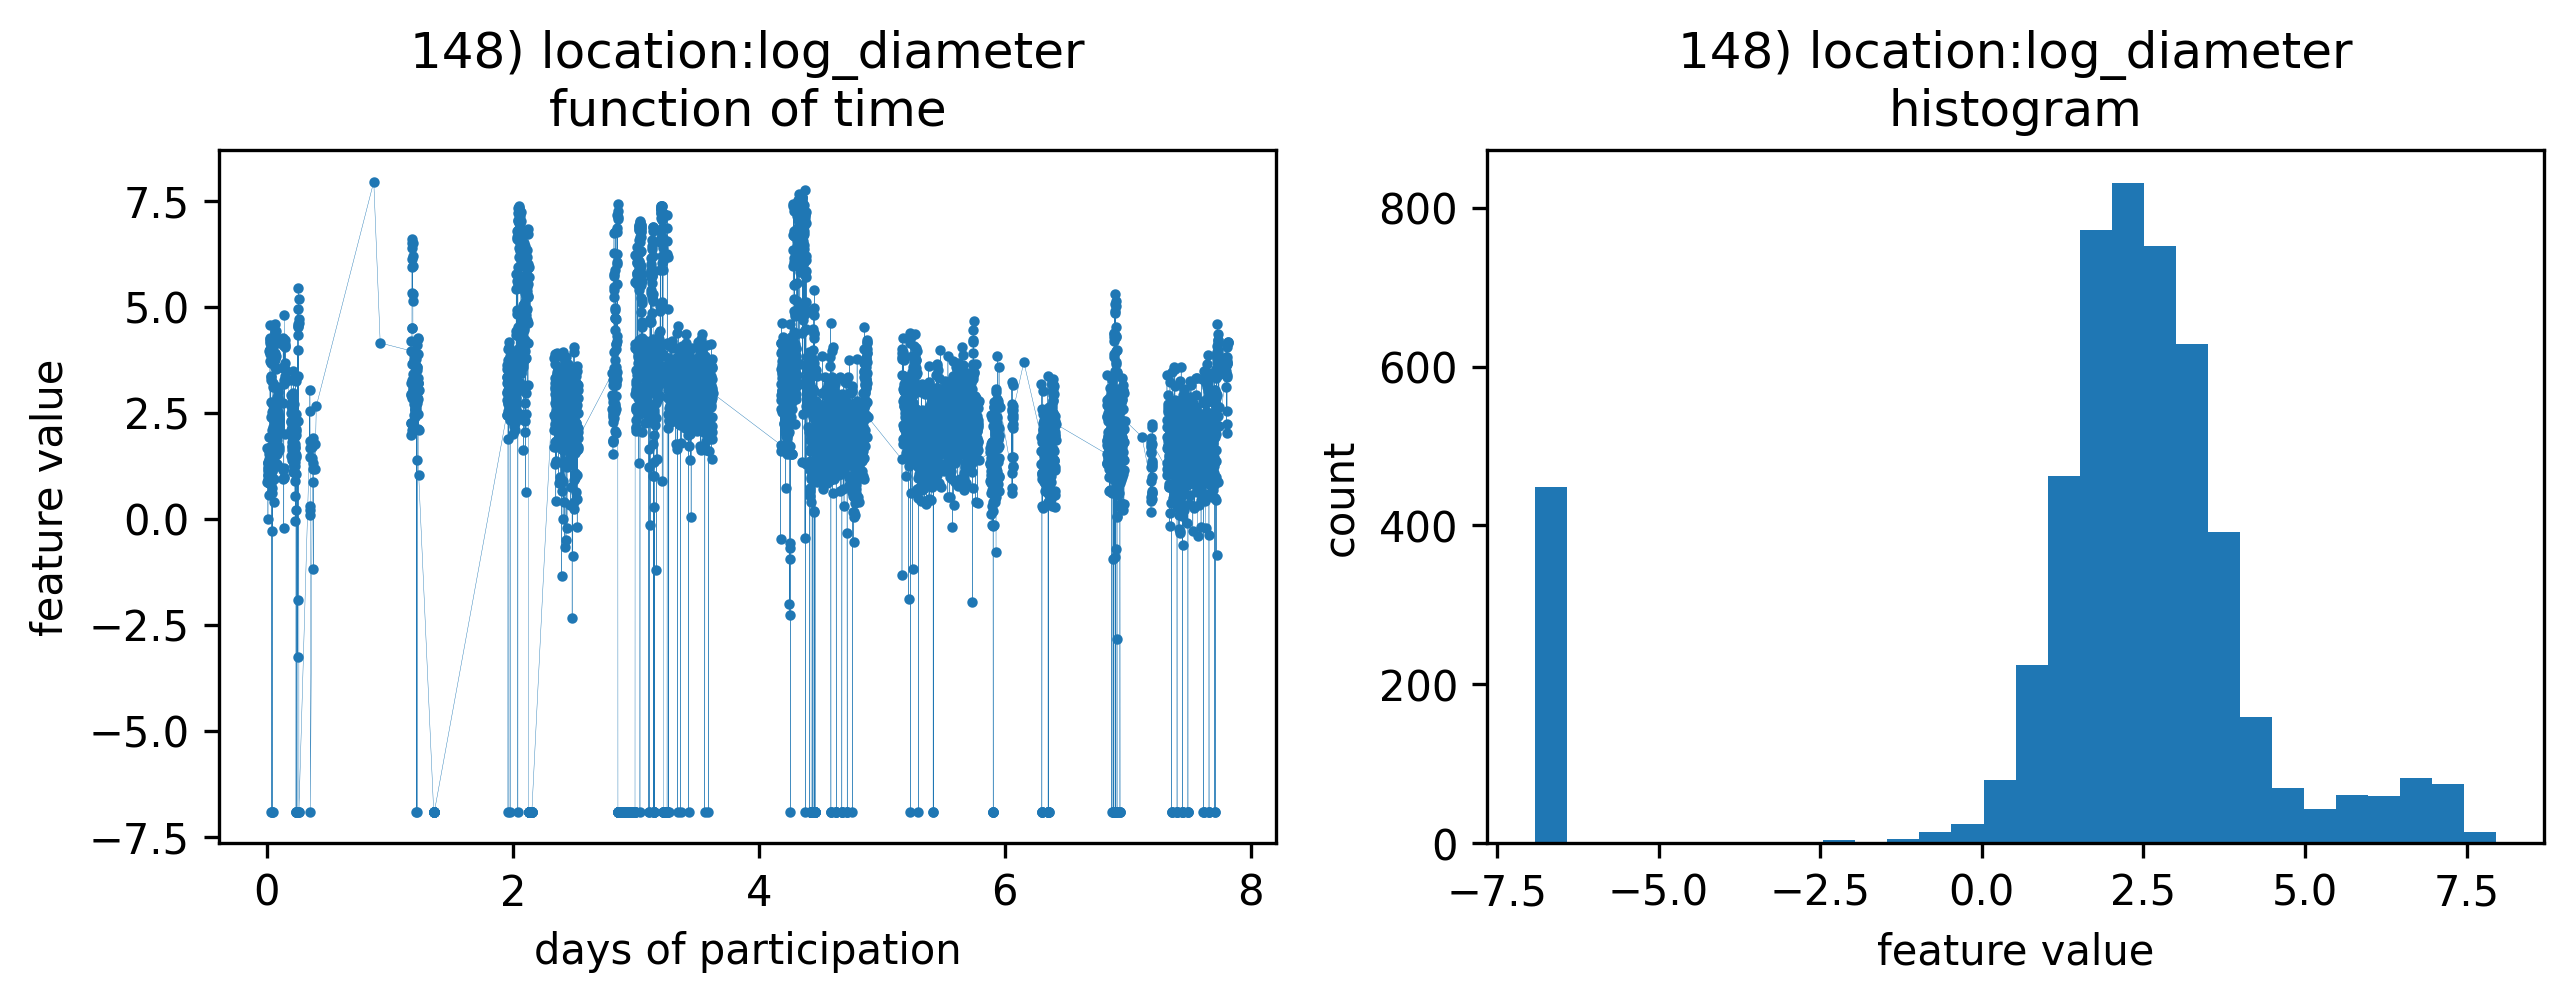 148) location:log_diameter
function of time
feature value
7.5
5.0
2.5
0.0
−2.5
−5.0
−7.5
0 2 4 6 8
days of participation
148) location:log_diameter
histogram
count
800
600
400
200
0
−7.5 −5.0 −2.5 0.0 2.5 5.0 7.5
feature value